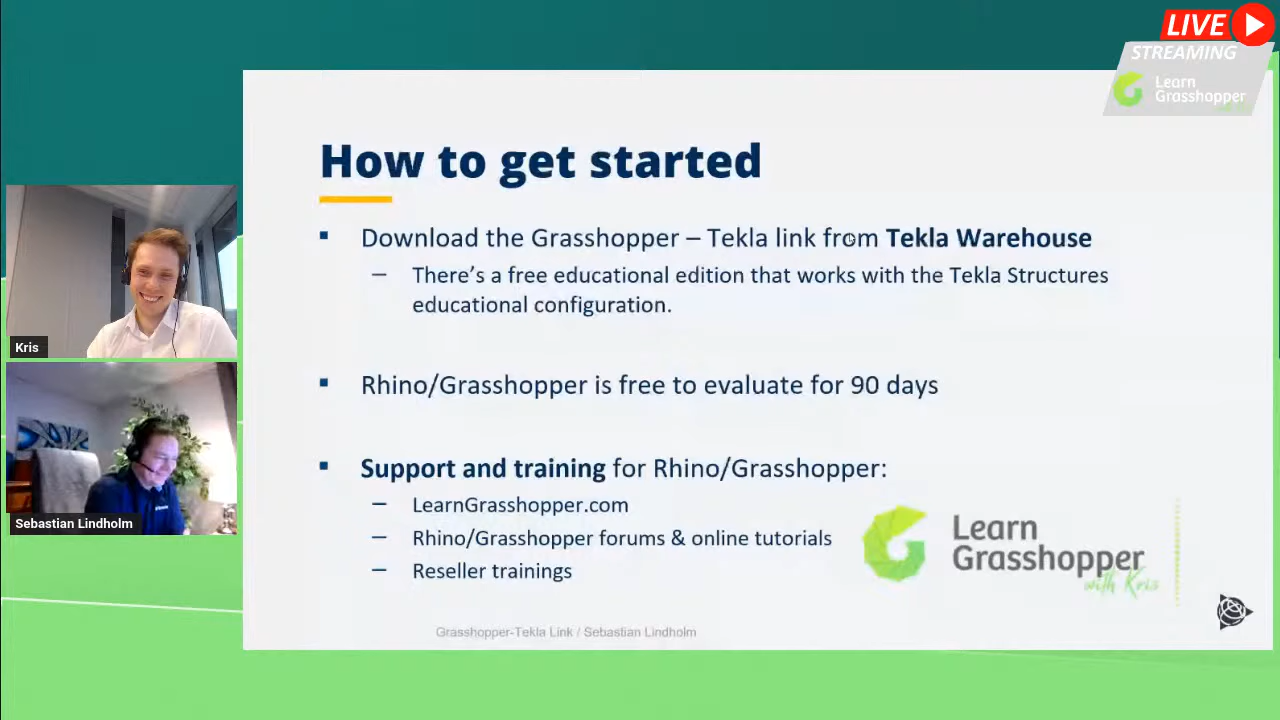 LIVE
STREAMING
Learn
Grasshopper
How to get started
Download the Grasshopper – Tekla link from Tekla Warehouse
– There's a free educational edition that works with the Tekla Structures
educational configuration.
Rhino/Grasshopper is free to evaluate for 90 days
Support and training for Rhino/Grasshopper:
– LearnGrasshopper.com
– Rhino/Grasshopper forums & online tutorials
– Reseller trainings
Learn
Grasshopper
with Kris
Grasshopper-Tekla Link / Sebastian Lindholm
Kris
Sebastian Lindholm